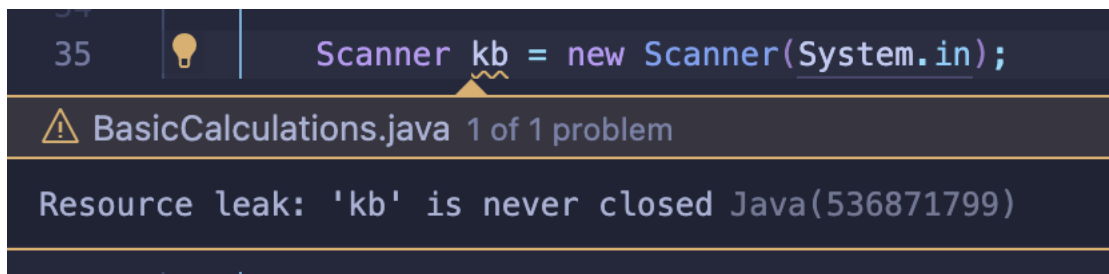 34
35 Scanner kb = new Scanner(System.in);
BasicCalculations.java 1 of 1 problem
Resource leak: 'kb' is never closed Java(536871799)